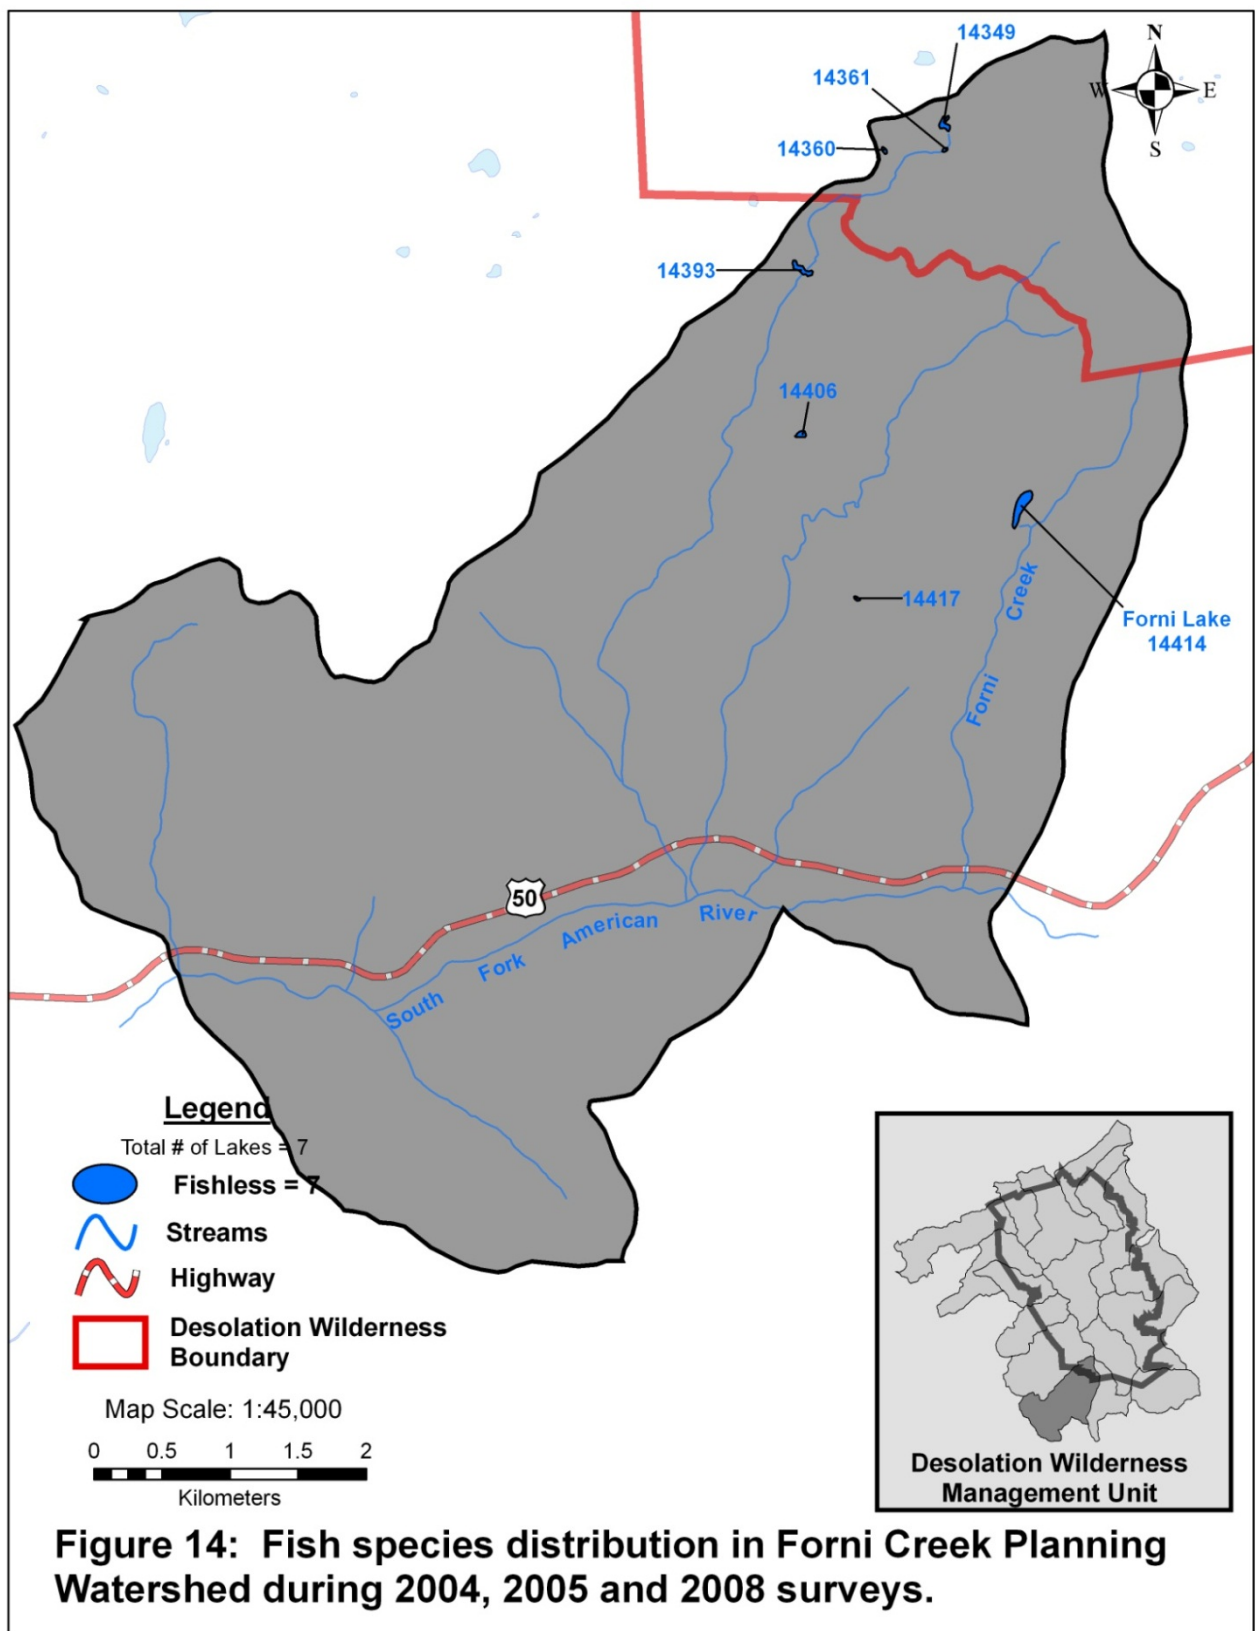 14349
N
14361
W
E
14360
S
14393
14406
14417
Creek
Forni Lake
14414
Forni
50
American River
South Fork
Legend
Total # of Lakes = 7
Fishless = 7
Streams
Highway
Desolation Wilderness
Boundary
Map Scale: 1:45,000
0 0.5 1 1.5 2
Kilometers
Desolation Wilderness
Management Unit
Figure 14: Fish species distribution in Forni Creek Planning
Watershed during 2004, 2005 and 2008 surveys.